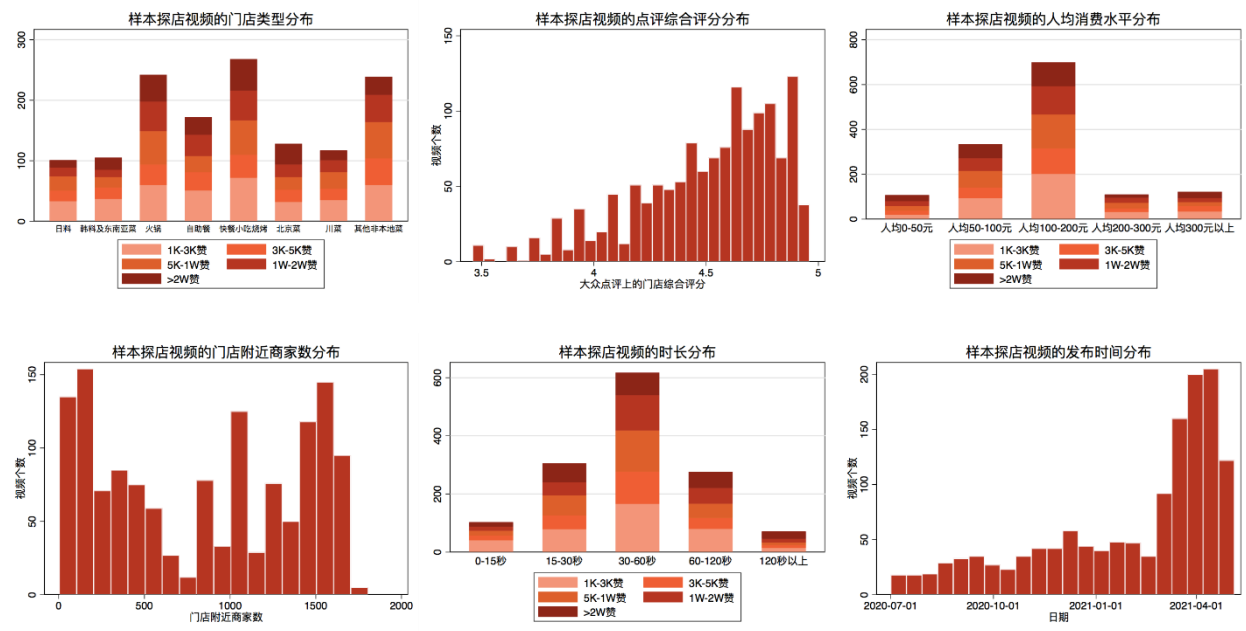 样本探店视频的门店类型分布
300
200
100
0
日料 韩料及东南亚菜 火锅 自助餐 快餐小吃烧烤 北京菜 川菜 其他非本地菜
1K-3K赞 3K-5K赞
5K-1W赞 1W-2W赞
>2W赞
样本探店视频的点评综合评分分布
视频个数
150
100
50
0
3.5 4 4.5 5
大众点评上的门店综合评分
样本探店视频的人均消费水平分布
800
600
400
200
0
人均0-50元 人均50-100元 人均100-200元 人均200-300元 人均300元以上
1K-3K赞 3K-5K赞
5K-1W赞 1W-2W赞
>2W赞
样本探店视频的门店附近商家数分布
视频个数
150
100
50
0
0 500 1000 1500 2000
门店附近商家数
样本探店视频的时长分布
600
400
200
0
0-15秒 15-30秒 30-60秒 60-120秒 120秒以上
1K-3K赞 3K-5K赞
5K-1W赞 1W-2W赞
>2W赞
样本探店视频的发布时间分布
视频个数
200
150
100
50
0
2020-07-01 2020-10-01 2021-01-01 2021-04-01
日期